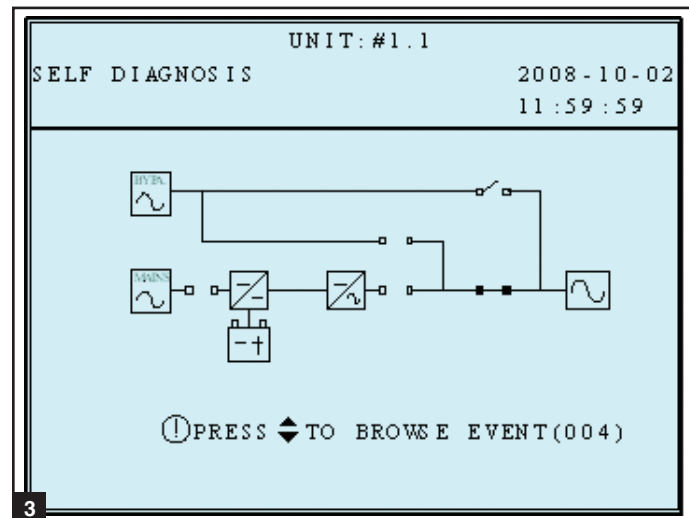 UNIT:#1.1
SELF DIAGNOSIS 2008-10-02
11:59:59
BYPA.
MAINS
PRESS TO BROWSE EVENT(004)
3